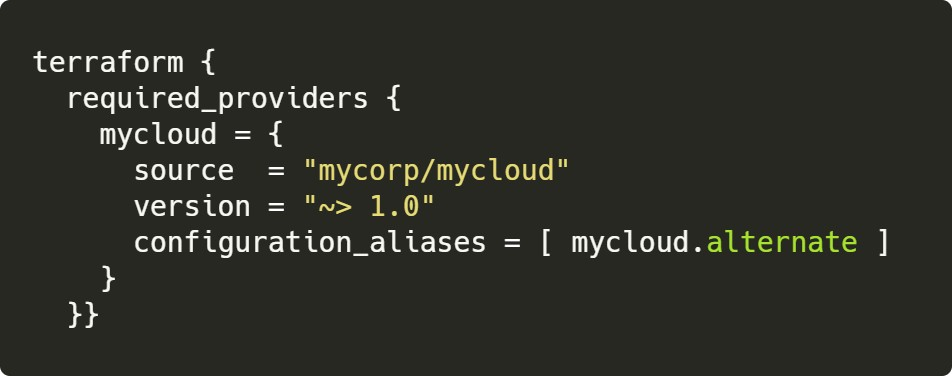 terraform {
  required_providers {
    mycloud = {
      source  = "mycorp/mycloud"
      version = "~> 1.0"
      configuration_aliases = [ mycloud.alternate ]
    }
  }}